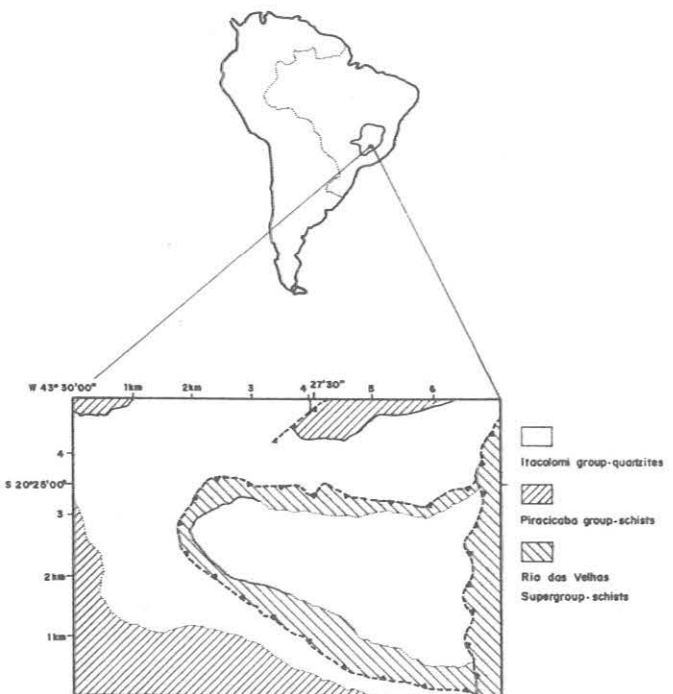 W 43° 30'00" 1km 2km 3 4 27'30" 5 6
4
S 20°25'00"
3
2km
1km
Itacolomi group-quartzites
Piracicaba group-schists
Rio das Velhas
Supergroup-schists